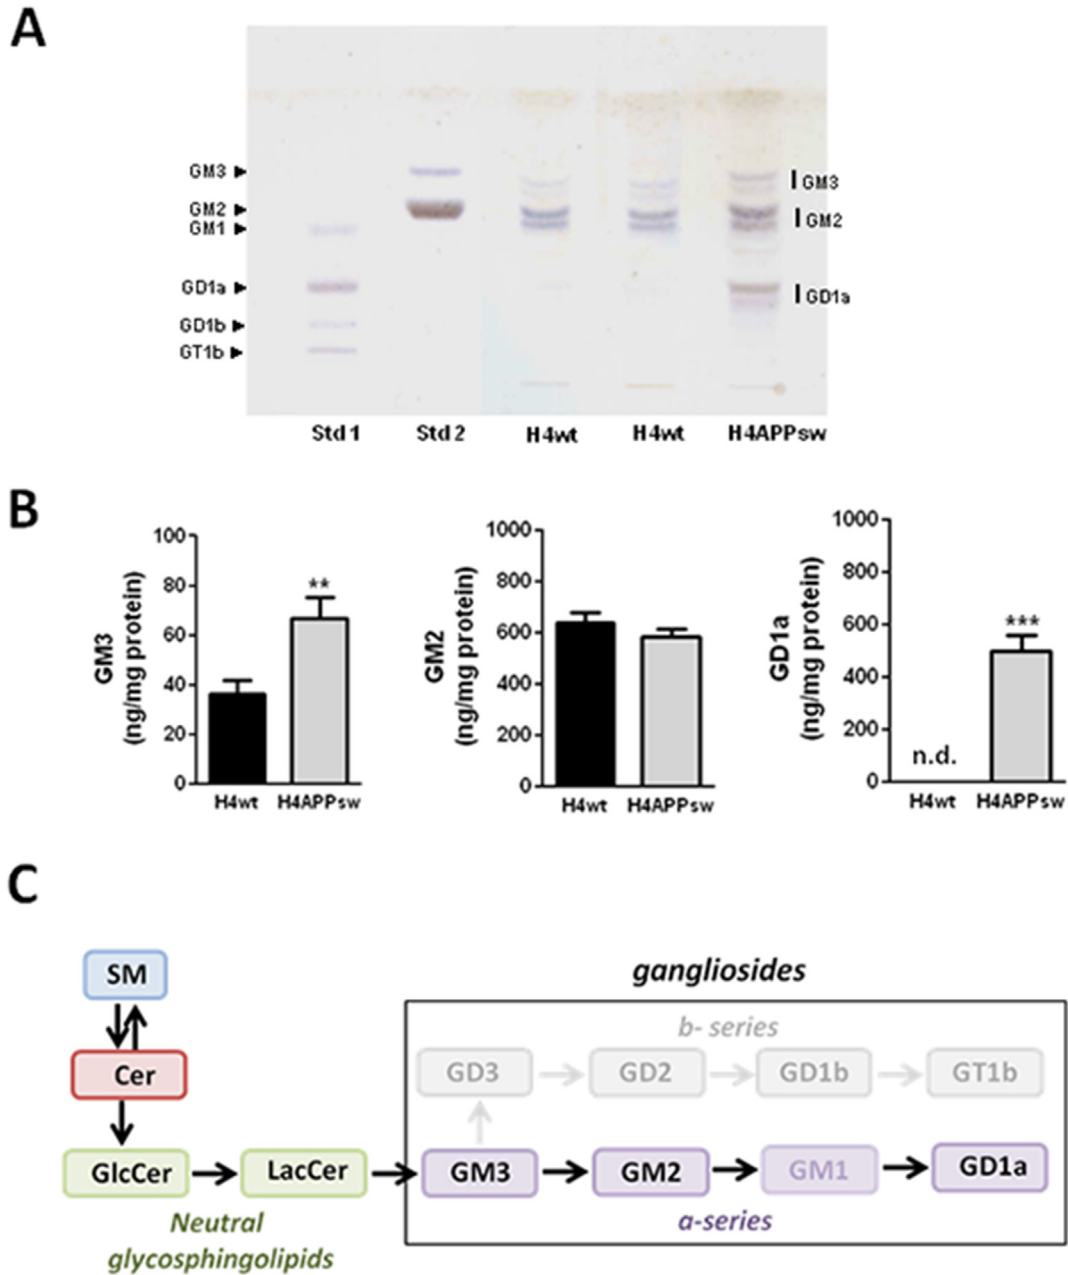 A
GM3
GM2
GM1
GD1a
GD1b
GT1b
GM3
GM2
GD1a
Std 1
Std 2
H4wt
H4wt
H4APPsw
B
GM3
(ng/mg protein)
100
80
60
40
20
0
**
H4wt
H4APPsw
GM2
(ng/mg protein)
1000
800
600
400
200
0
H4wt
H4APPsw
GD1a
(ng/mg protein)
1000
800
600
400
200
0
***
n.d.
H4wt
H4APPsw
C
SM
Cer
GlcCer
LacCer
Neutral
glycosphingolipids
gangliosides
b- series
GD3
GD2
GD1b
GT1b
GM3
GM2
GM1
GD1a
a-series